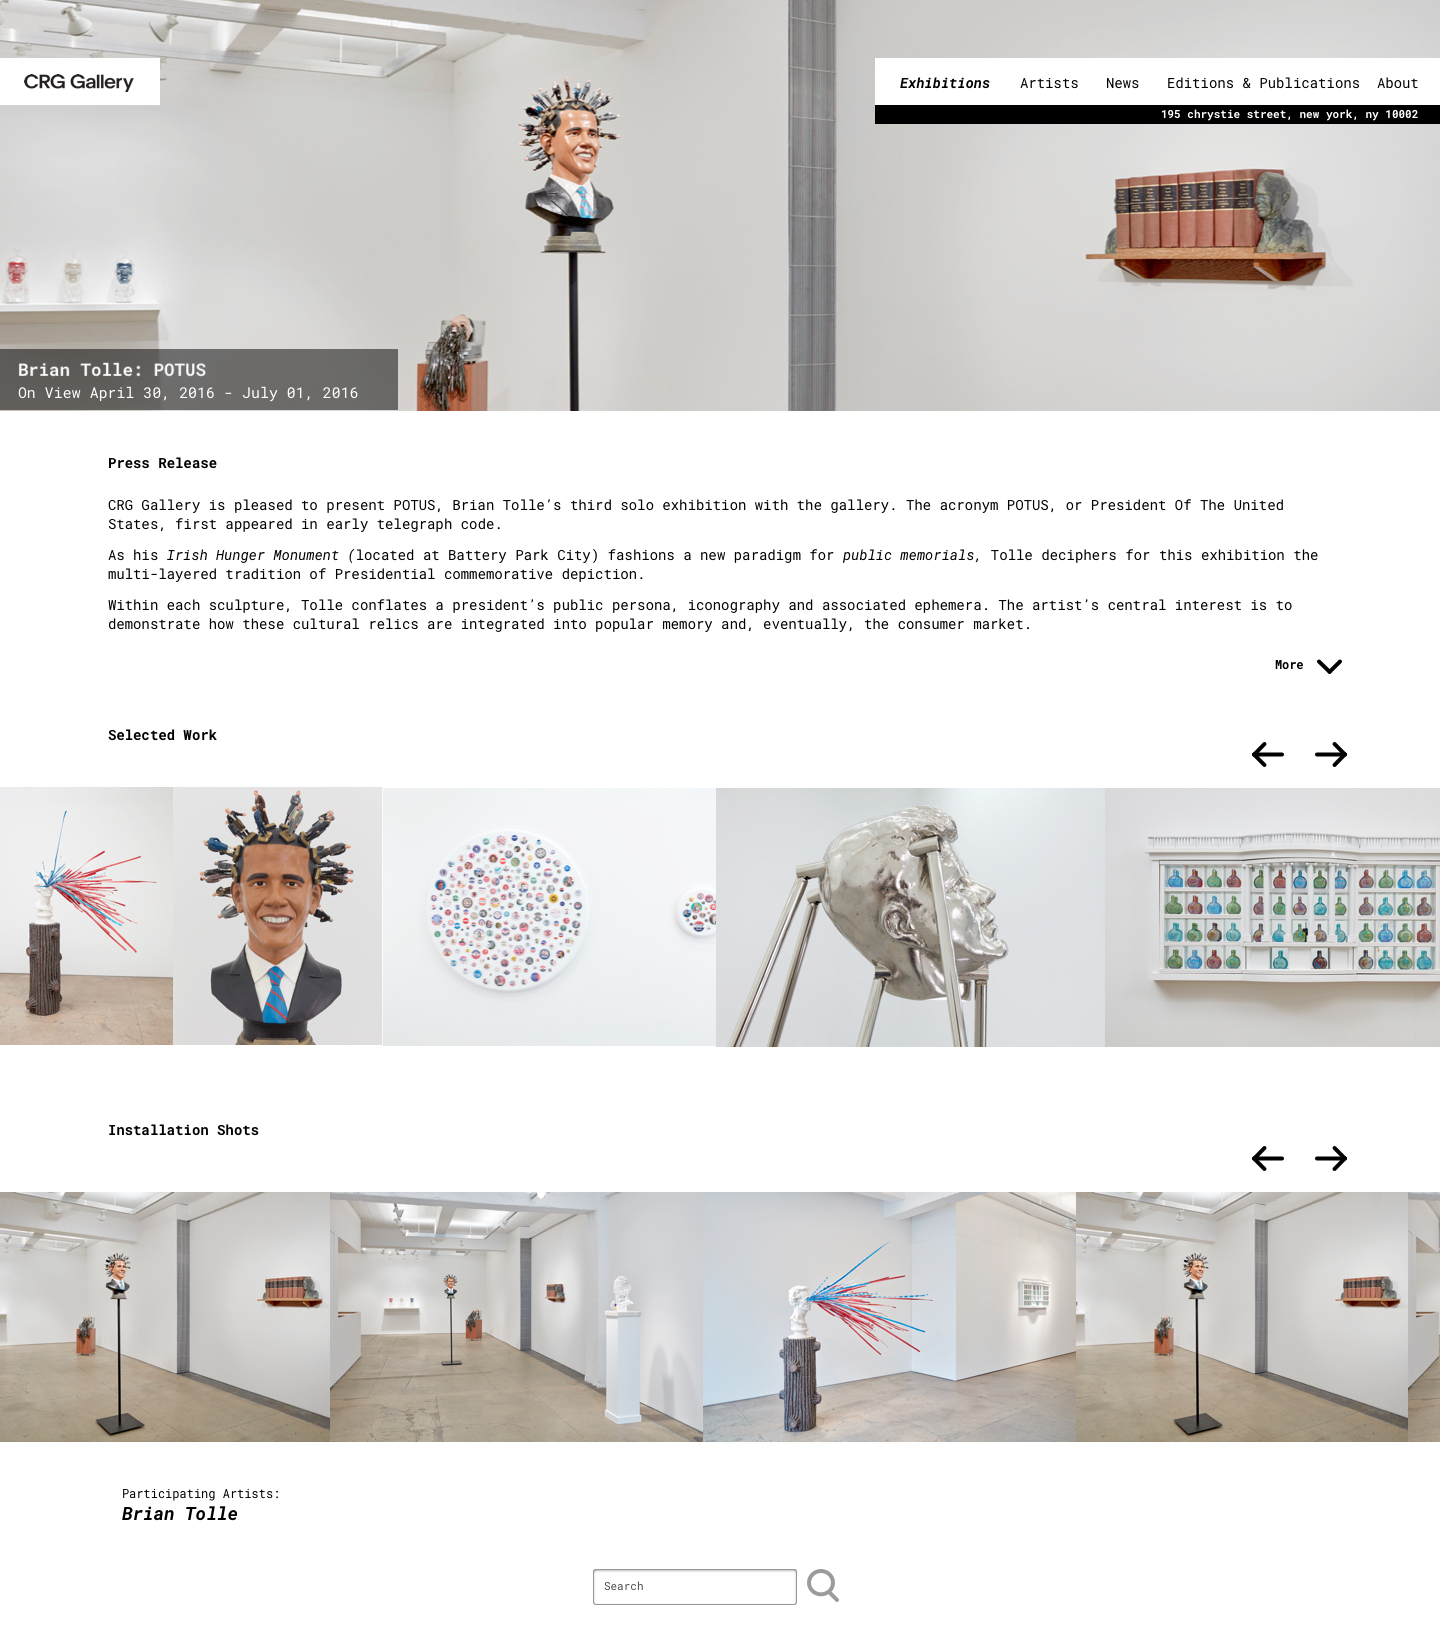 CRG Gallery
Exhibitions Artists News Editions & Publications About
195 chrystie street, new york, ny 10002
Brian Tolle: POTUS
On View April 30, 2016 - July 01, 2016
Press Release
CRG Gallery is pleased to present POTUS, Brian Tolle’s third solo exhibition with the gallery. The acronym POTUS, or President Of The United
States, first appeared in early telegraph code.
As his Irish Hunger Monument (located at Battery Park City) fashions a new paradigm for public memorials, Tolle deciphers for this exhibition the
multi-layered tradition of Presidential commemorative depiction.
Within each sculpture, Tolle conflates a president’s public persona, iconography and associated ephemera. The artist’s central interest is to
demonstrate how these cultural relics are integrated into popular memory and, eventually, the consumer market.
More
Selected Work
Installation Shots
Participating Artists:
Brian Tolle
Search